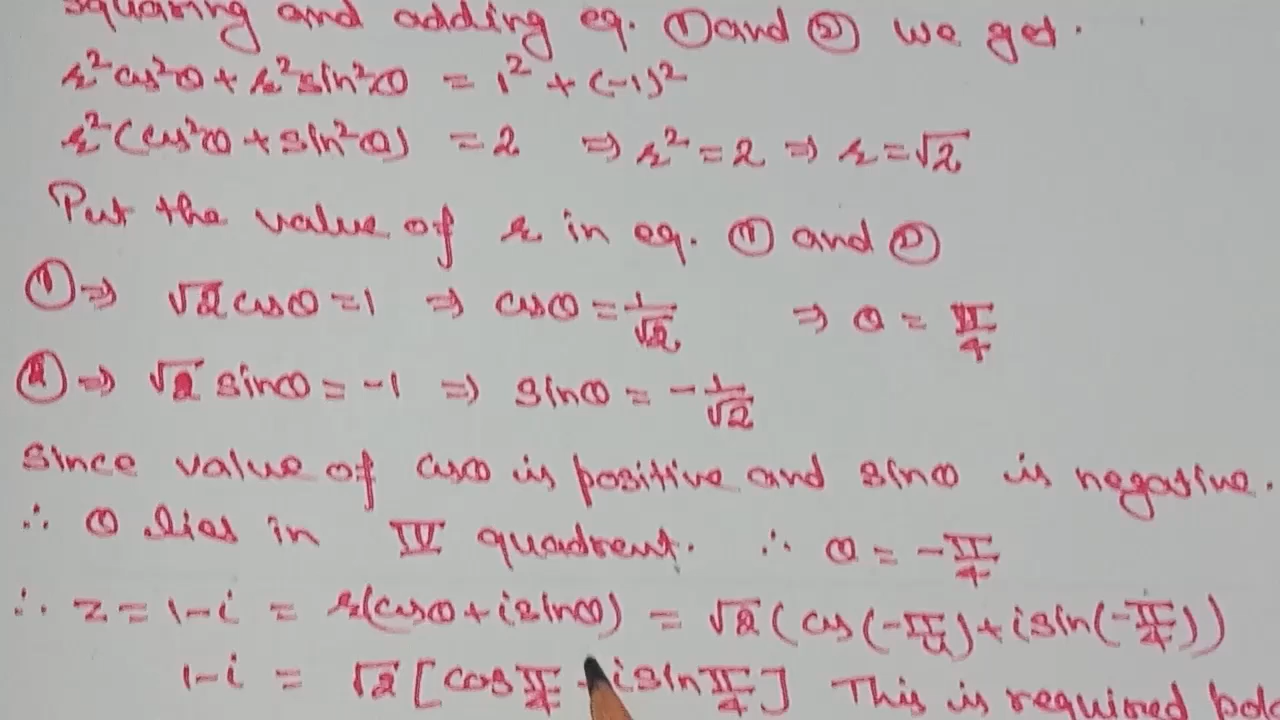 squaring and adding eq. ① and ② we get.
r²cos²θ + r²sin²θ = 1² + (-1)²
r²(cos²θ + sin²θ) = 2 ⇒ r² = 2 ⇒ r = √2
Put the value of r in eq. ① and ②
① ⇒ √2 cosθ = 1 ⇒ cosθ = 1/√2 ⇒ θ = π/4
② ⇒ √2 sinθ = -1 ⇒ sinθ = -1/√2
Since value of cosθ is positive and sinθ is negative.
∴ θ lies in IV quadrent. ∴ θ = -π/4
∴ z = 1-i = r(cosθ + isinθ) = √2 (cos(-π/4) + isin(-π/4))
1-i = √2 [cos π/4 - isin π/4] This is required